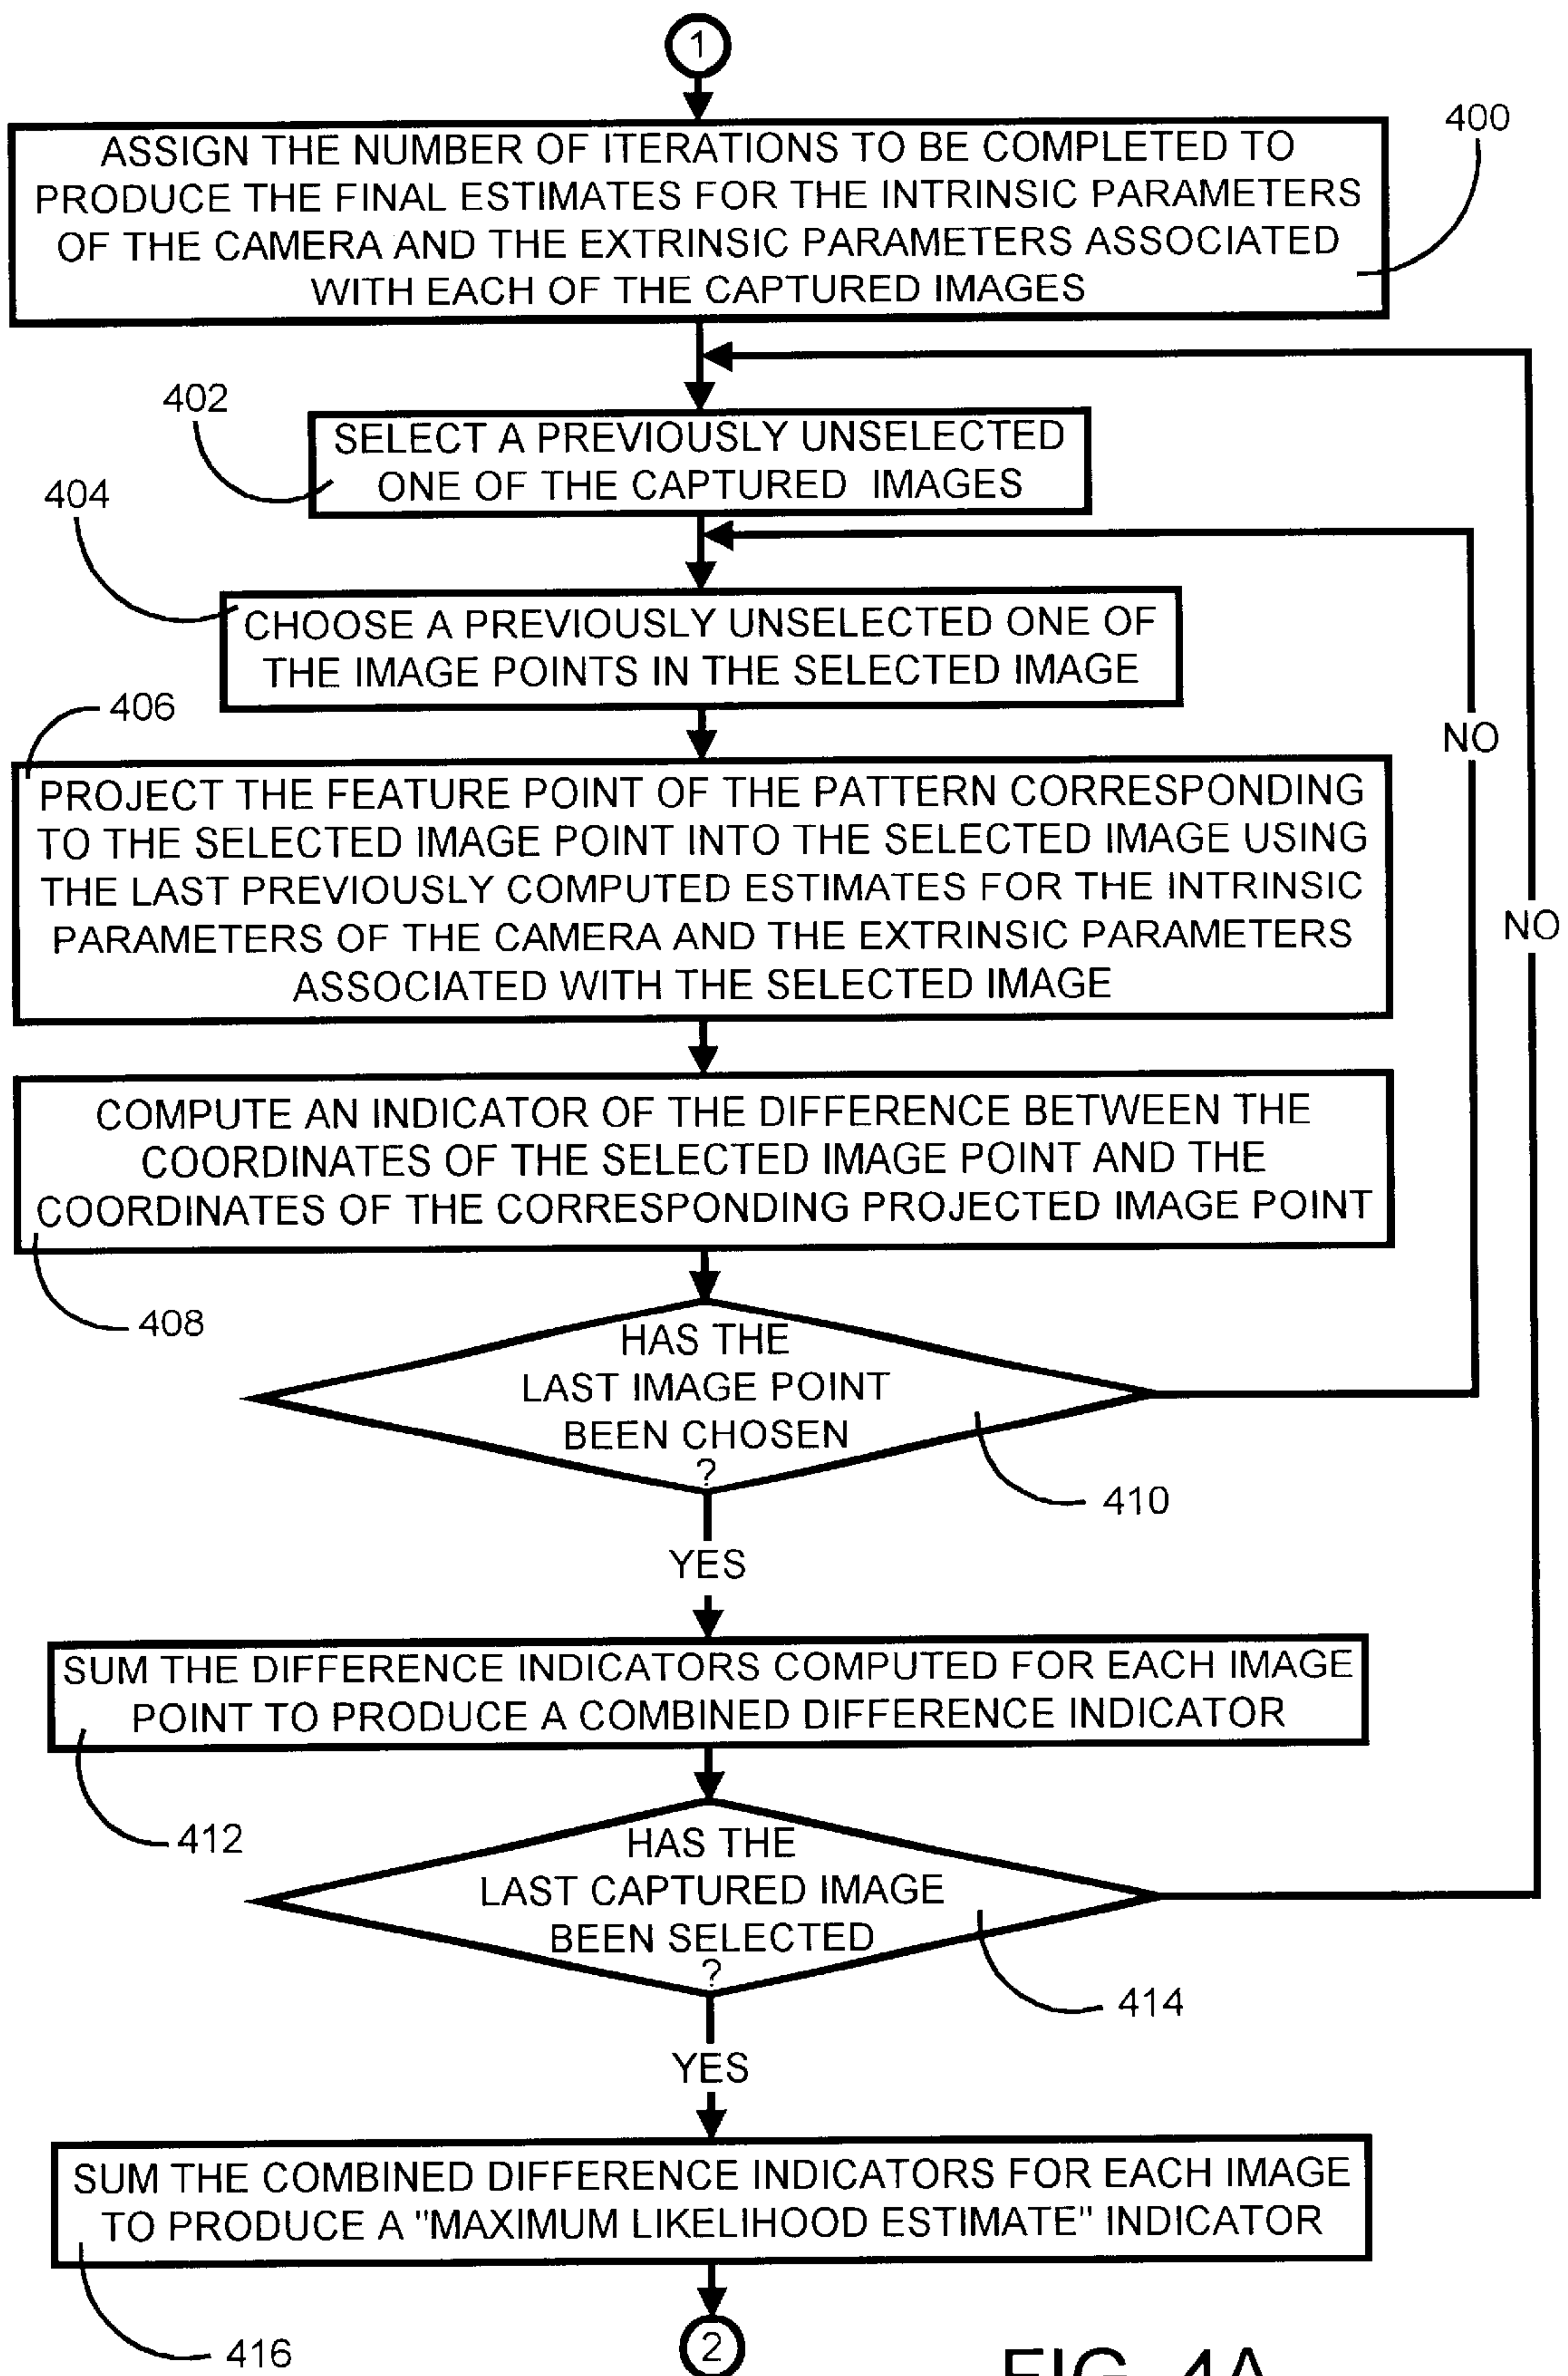 1
ASSIGN THE NUMBER OF ITERATIONS TO BE COMPLETED TO
PRODUCE THE FINAL ESTIMATES FOR THE INTRINSIC PARAMETERS
OF THE CAMERA AND THE EXTRINSIC PARAMETERS ASSOCIATED
WITH EACH OF THE CAPTURED IMAGES
400
402
SELECT A PREVIOUSLY UNSELECTED
ONE OF THE CAPTURED IMAGES
404
CHOOSE A PREVIOUSLY UNSELECTED ONE OF
THE IMAGE POINTS IN THE SELECTED IMAGE
406
NO
PROJECT THE FEATURE POINT OF THE PATTERN CORRESPONDING
TO THE SELECTED IMAGE POINT INTO THE SELECTED IMAGE USING
THE LAST PREVIOUSLY COMPUTED ESTIMATES FOR THE INTRINSIC
PARAMETERS OF THE CAMERA AND THE EXTRINSIC PARAMETERS
ASSOCIATED WITH THE SELECTED IMAGE
NO
COMPUTE AN INDICATOR OF THE DIFFERENCE BETWEEN THE
COORDINATES OF THE SELECTED IMAGE POINT AND THE
COORDINATES OF THE CORRESPONDING PROJECTED IMAGE POINT
408
HAS THE
LAST IMAGE POINT
BEEN CHOSEN
?
410
YES
SUM THE DIFFERENCE INDICATORS COMPUTED FOR EACH IMAGE
POINT TO PRODUCE A COMBINED DIFFERENCE INDICATOR
412
HAS THE
LAST CAPTURED IMAGE
BEEN SELECTED
?
414
YES
SUM THE COMBINED DIFFERENCE INDICATORS FOR EACH IMAGE
TO PRODUCE A "MAXIMUM LIKELIHOOD ESTIMATE" INDICATOR
416
2
FIG. 4A